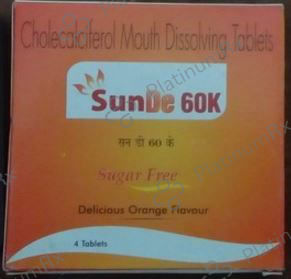 Cholecalciferol Mouth Dissolving Tablets
SunDe 60K
सन डी 60 के
Sugar Free
Delicious Orange Flavour
4 Tablets